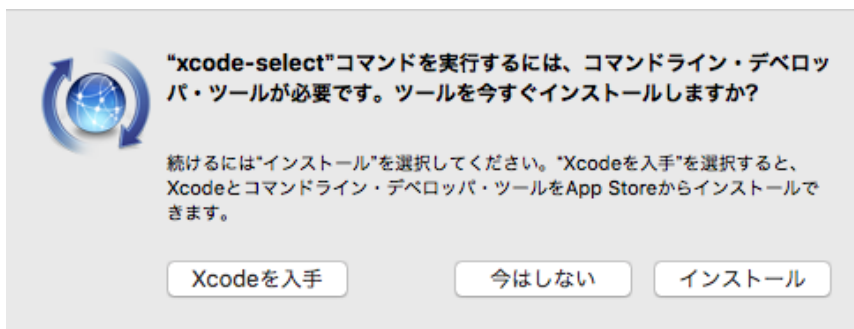 “xcode-select”コマンドを実行するには、コマンドライン・デベロッ
パ・ツールが必要です。ツールを今すぐインストールしますか?
続けるには“インストール”を選択してください。“Xcodeを入手”を選択すると、
Xcodeとコマンドライン・デベロッパ・ツールをApp Storeからインストールで
きます。
Xcodeを入手 今はしない インストール